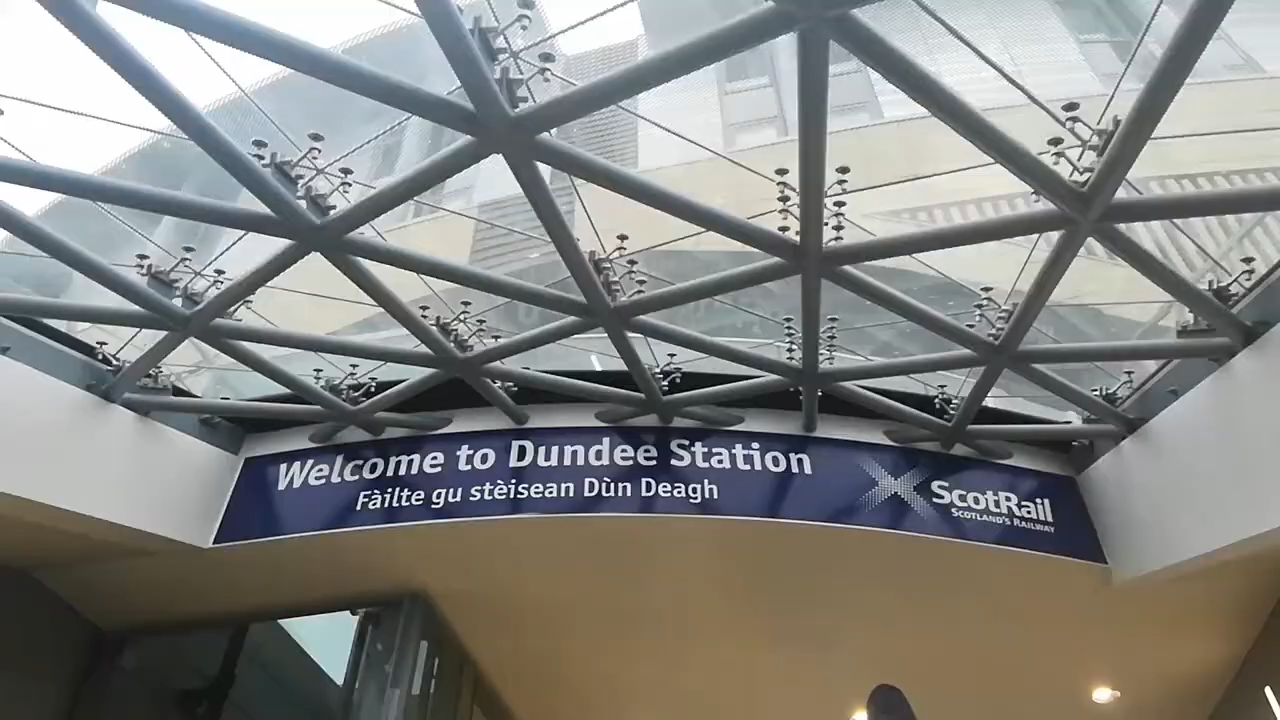 Welcome to Dundee Station
Fàilte gu stèisean Dùn Deagh
ScotRail
SCOTLAND'S RAILWAY